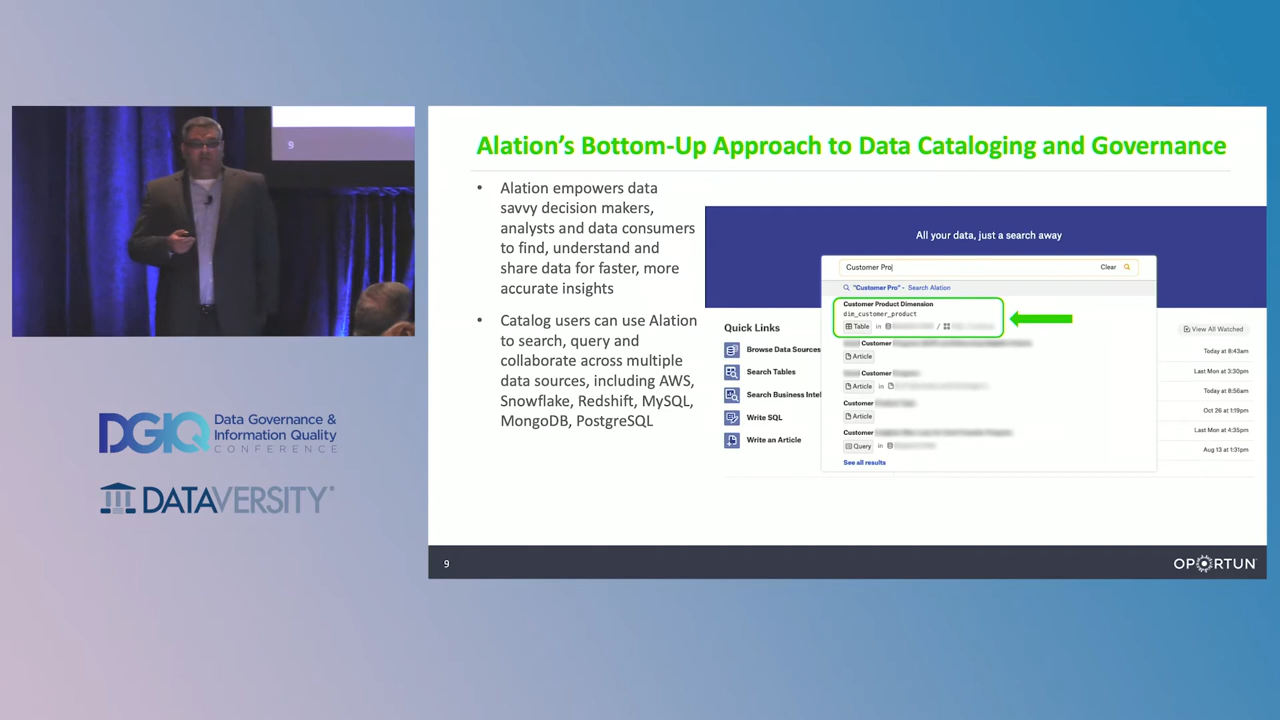 9
Alation's Bottom-Up Approach to Data Cataloging and Governance
• Alation empowers data
savvy decision makers,
analysts and data consumers
to find, understand and
share data for faster, more
accurate insights
• Catalog users can use Alation
to search, query and
collaborate across multiple
data sources, including AWS,
Snowflake, Redshift, MySQL,
MongoDB, PostgreSQL
All your data, just a search away
Customer Pro
Clear
"Customer Pro" - Search Alation
Customer Product Dimension
dim_customer_product
Table in /
Customer
Article
Customer
Article in
Customer
Article
Customer
Query in
See all results
Quick Links
Browse Data Sources
Search Tables
Search Business Intel
Write SQL
Write an Article
View All Watched
Today at 8:43am
Last Mon at 3:30pm
Today at 8:56am
Oct 26 at 1:19pm
Last Mon at 4:35pm
Aug 13 at 1:31pm
DGIQ
Data Governance &
Information Quality
CONFERENCE
DATAVERSITY®
9
OPORTUN